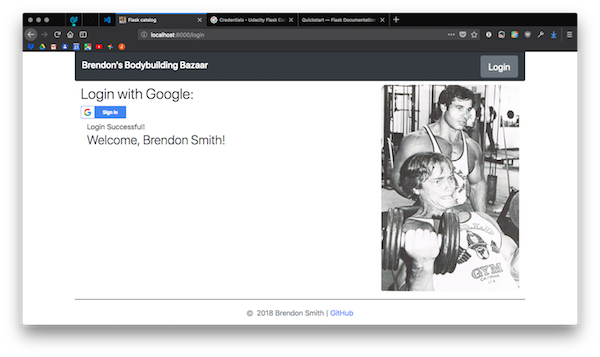 Flask catalog
Credentials - Udacity Flask Ca
Quickstart — Flask Documentation
localhost:8000/login
Brendon's Bodybuilding Bazaar
Login
Login with Google:
Sign in
Login Successful!
Welcome, Brendon Smith!
GYM
© 2018 Brendon Smith | GitHub